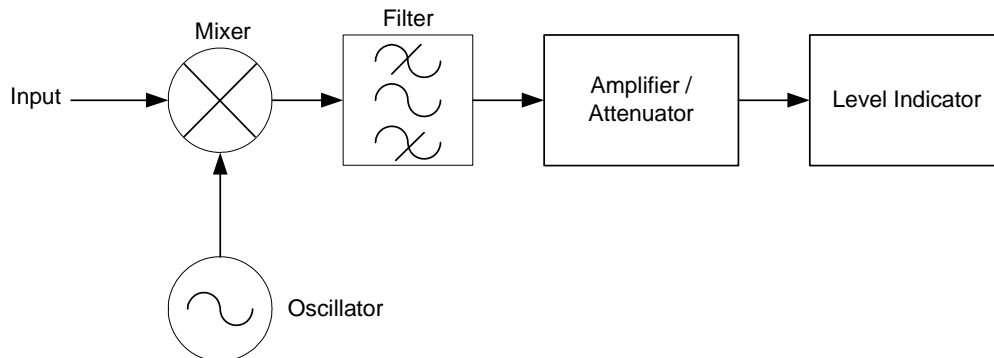 Filter
Mixer
Input
Amplifier /
Attenuator
Level Indicator
Oscillator